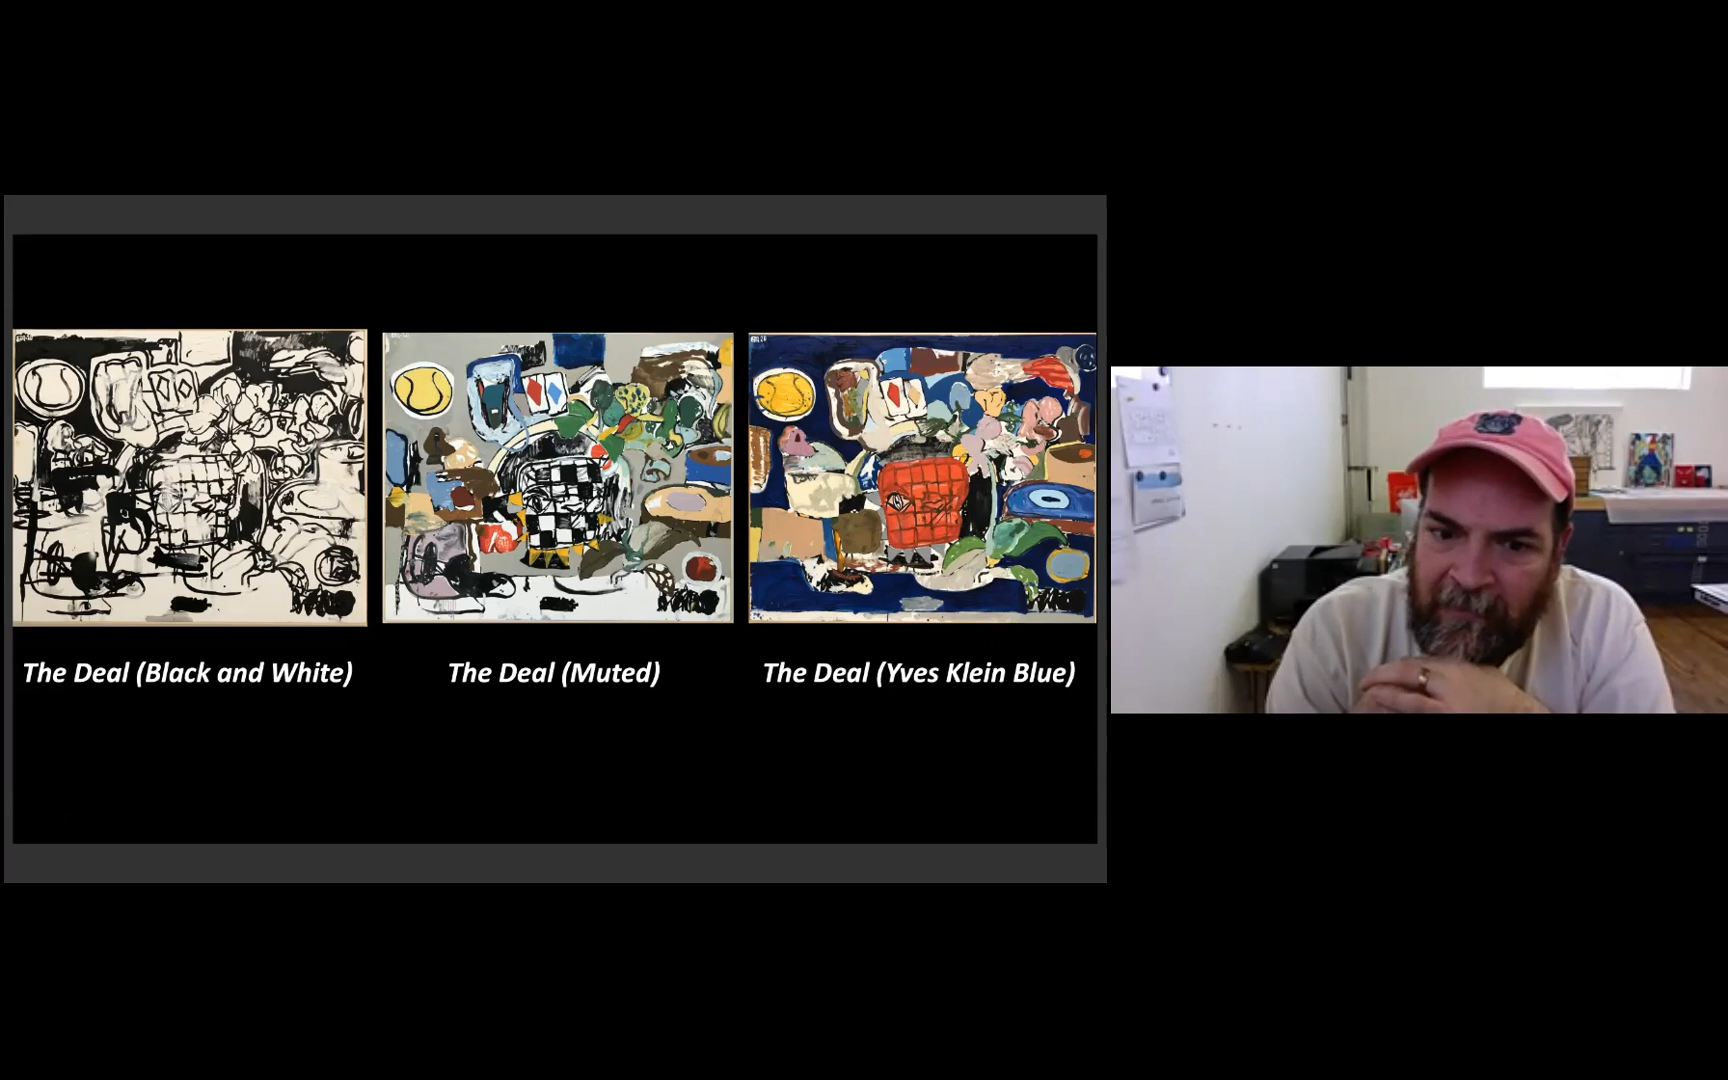 The Deal (Black and White)
The Deal (Muted)
The Deal (Yves Klein Blue)